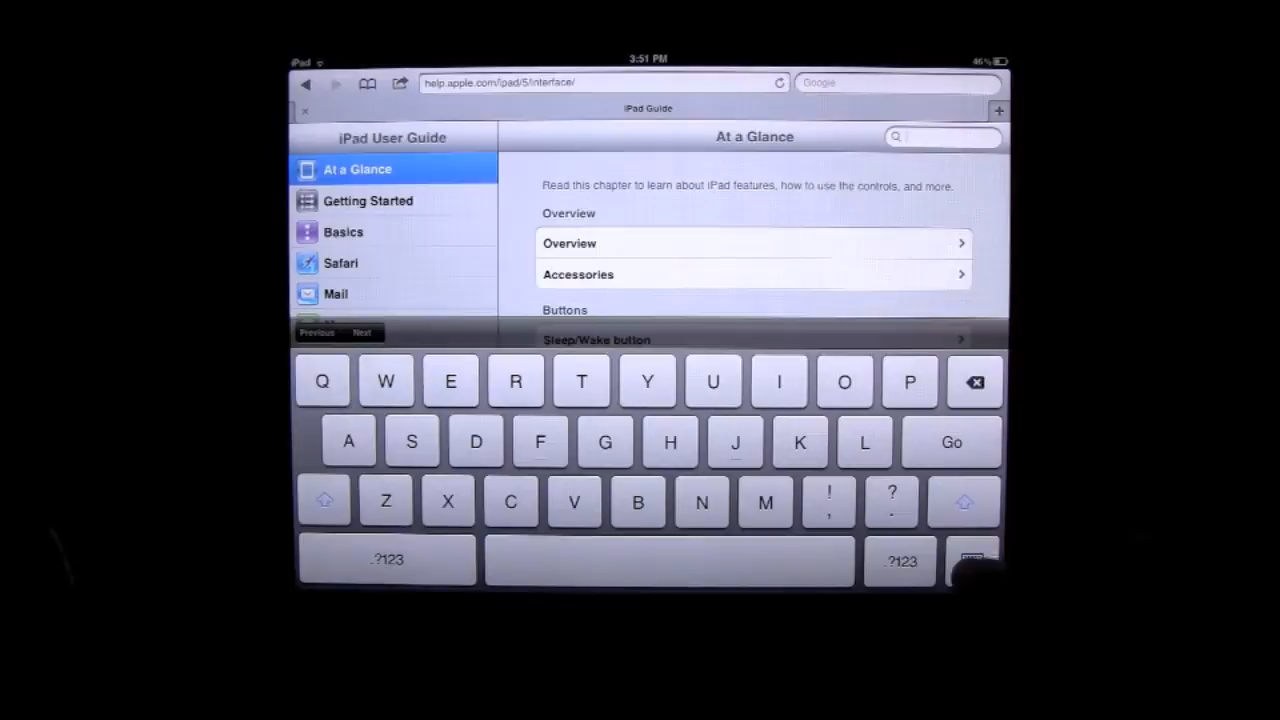 iPad
3:51 PM
46%
help.apple.com/ipad/5/interface/
Google
iPad Guide
iPad User Guide
At a Glance
At a Glance
Getting Started
Basics
Safari
Mail
Read this chapter to learn about iPad features, how to use the controls, and more.
Overview
Overview
Accessories
Buttons
Sleep/Wake button
Previous Next
Q W E R T Y U I O P
A S D F G H J K L Go
Z X C V B N M ! , ? .
.?123 .?123